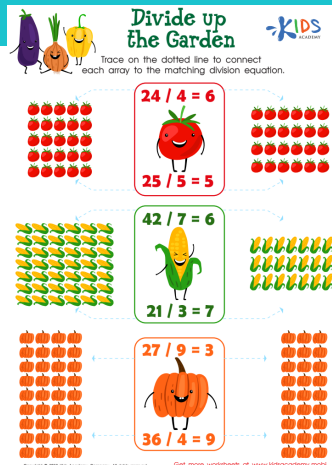 Divide up
the Garden
KIDS
ACADEMY
Trace on the dotted line to connect
each array to the matching division equation.
24 / 4 = 6
25 / 5 = 5
42 / 7 = 6
21 / 3 = 7
27 / 9 = 3
36 / 4 = 9
Get more worksheets at www.kidsacademy.mobi